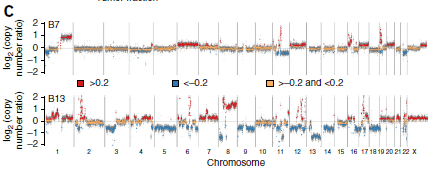 Tumor fraction
C
B7
log2 (copy number ratio)
2
1
0
−1
−2
>0.2
<−0.2
>−0.2 and <0.2
B13
log2 (copy number ratio)
2
1
0
−1
−2
1 2 3 4 5 6 7 8 9 10 11 12 13 14 15 16 17 18 19 20 21 22 X
Chromosome